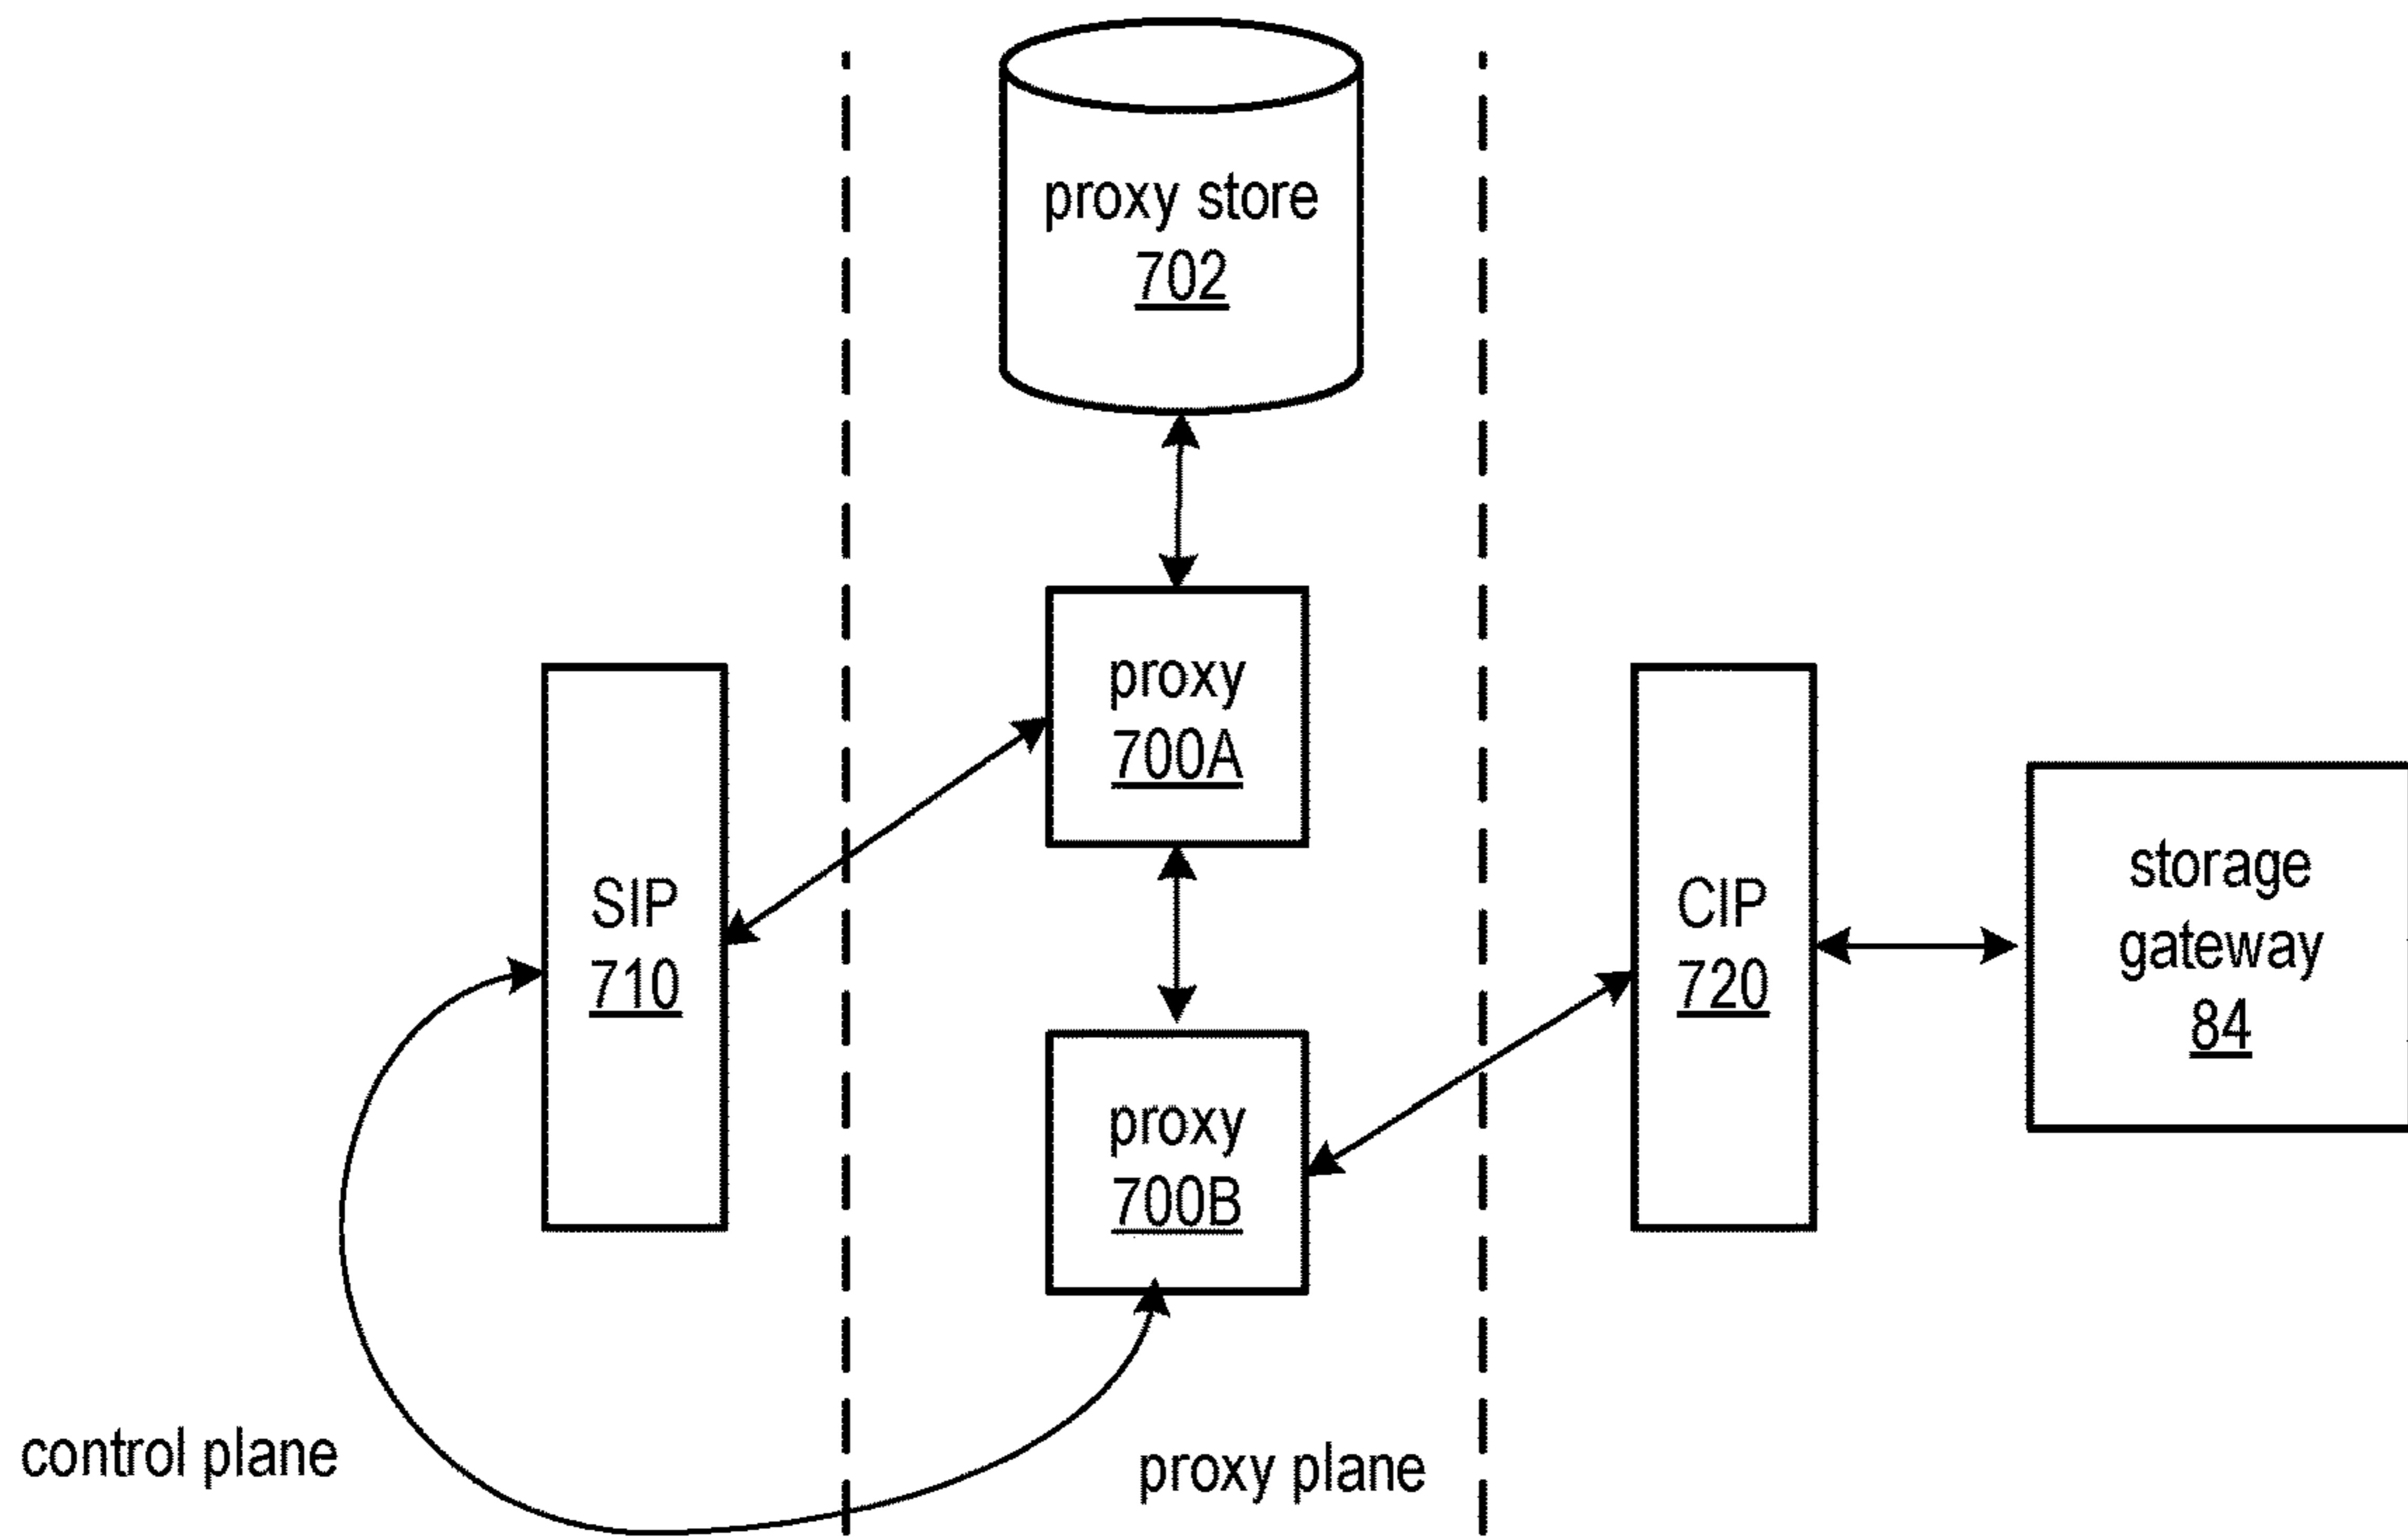 proxy store
702
proxy
700A
SIP
710
CIP
720
storage
gateway
84
proxy
700B
control plane
proxy plane